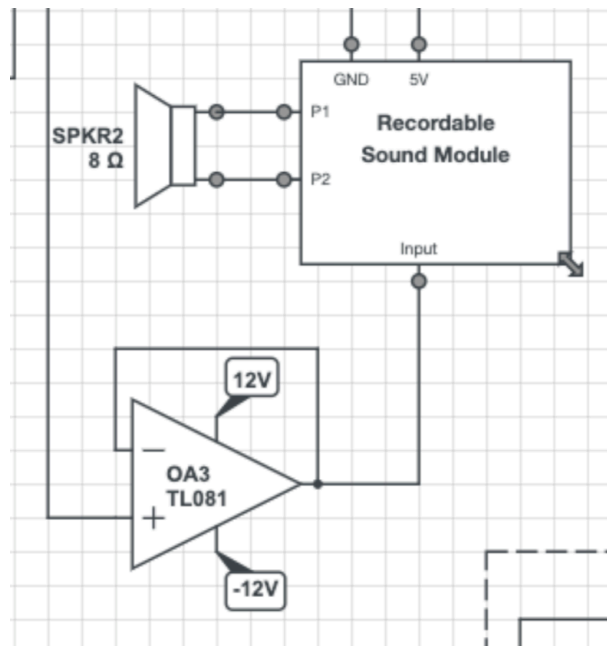 GND
5V
SPKR2
8 Ω
P1
P2
Recordable
Sound Module
Input
12V
OA3
TL081
-12V